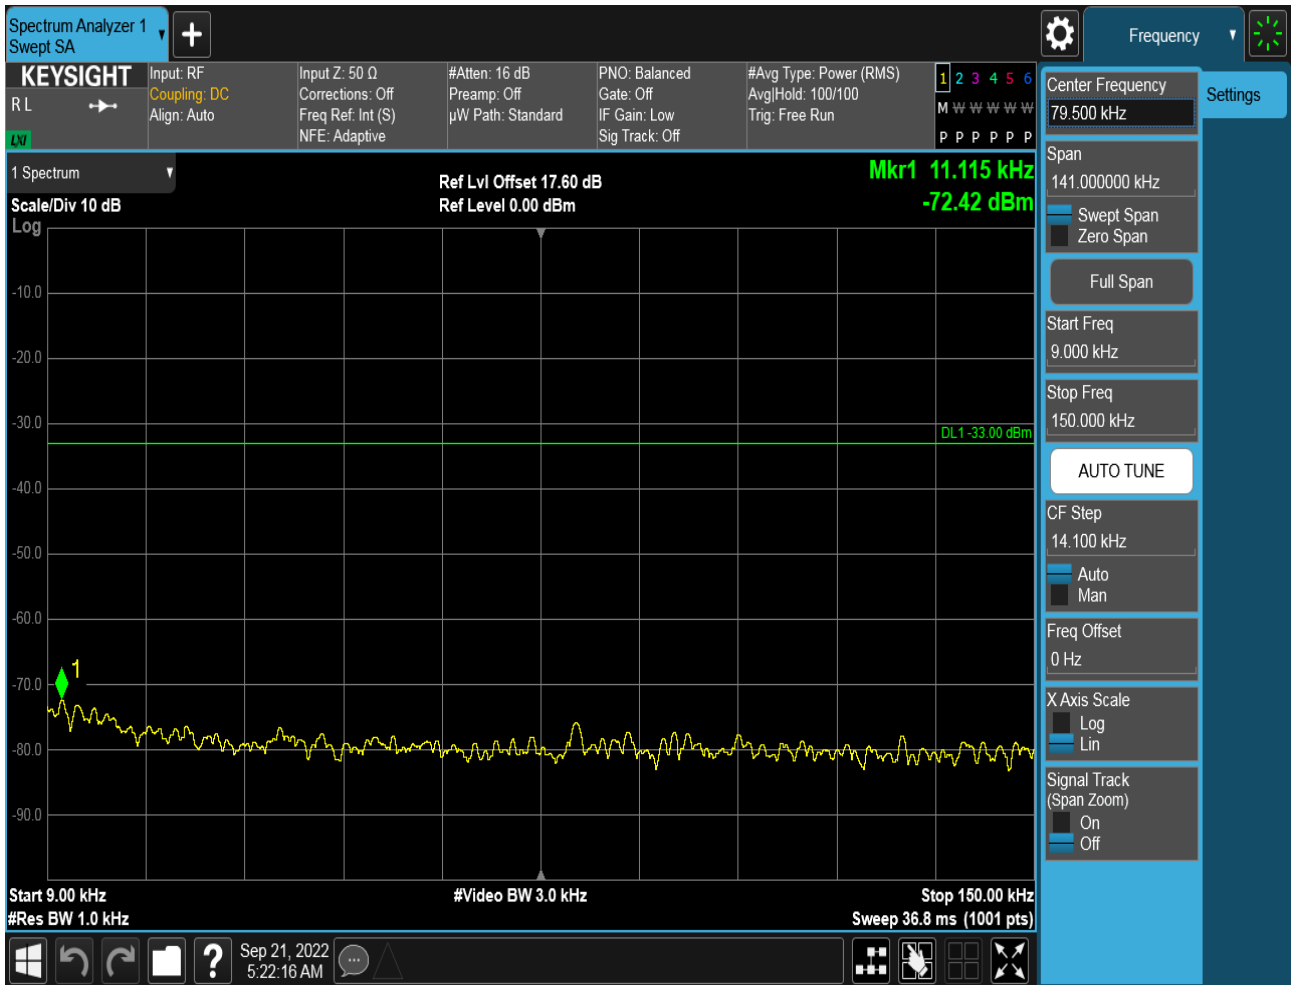 Spectrum Analyzer 1
Swept SA
+
Frequency
KEYSIGHT
R L
LXI
Input: RF
Coupling: DC
Align: Auto
Input Z: 50 Ω
Corrections: Off
Freq Ref: Int (S)
NFE: Adaptive
#Atten: 16 dB
Preamp: Off
µW Path: Standard
PNO: Balanced
Gate: Off
IF Gain: Low
Sig Track: Off
#Avg Type: Power (RMS)
Avg|Hold: 100/100
Trig: Free Run
1 2 3 4 5 6
M W W W W W
P P P P P P
1 Spectrum
Scale/Div 10 dB
Log
Ref Lvl Offset 17.60 dB
Ref Level 0.00 dBm
Mkr1 11.115 kHz
-72.42 dBm
-10.0
-20.0
-30.0
DL1 -33.00 dBm
-40.0
-50.0
-60.0
1
-70.0
-80.0
-90.0
Start 9.00 kHz
#Video BW 3.0 kHz
Stop 150.00 kHz
#Res BW 1.0 kHz
Sweep 36.8 ms (1001 pts)
?
Sep 21, 2022
5:22:16 AM
Center Frequency
79.500 kHz
Settings
Span
141.000000 kHz
Swept Span
Zero Span
Full Span
Start Freq
9.000 kHz
Stop Freq
150.000 kHz
AUTO TUNE
CF Step
14.100 kHz
Auto
Man
Freq Offset
0 Hz
X Axis Scale
Log
Lin
Signal Track
(Span Zoom)
On
Off